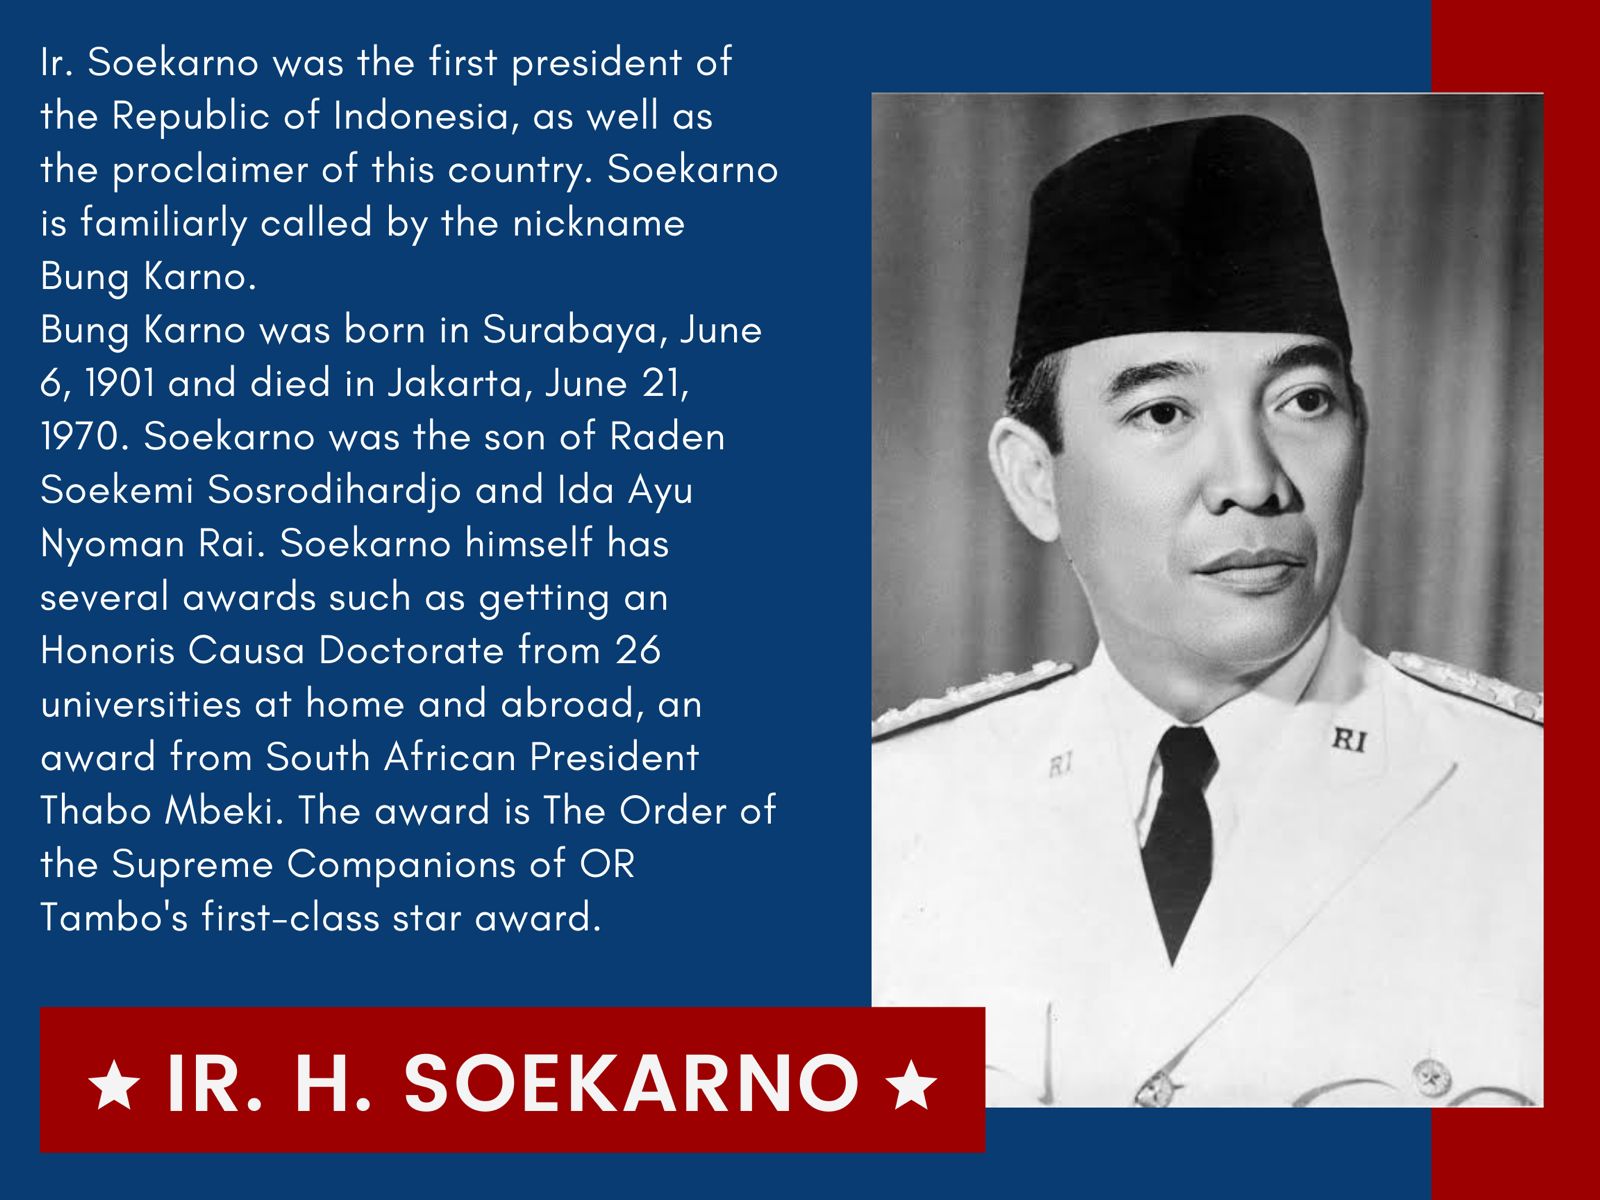 Ir. Soekarno was the first president of
the Republic of Indonesia, as well as
the proclaimer of this country. Soekarno
is familiarly called by the nickname
Bung Karno.
Bung Karno was born in Surabaya, June
6, 1901 and died in Jakarta, June 21,
1970. Soekarno was the son of Raden
Soekemi Sosrodihardjo and Ida Ayu
Nyoman Rai. Soekarno himself has
several awards such as getting an
Honoris Causa Doctorate from 26
universities at home and abroad, an
award from South African President
Thabo Mbeki. The award is The Order of
the Supreme Companions of OR
Tambo's first-class star award.
RI
RI
IR. H. SOEKARNO